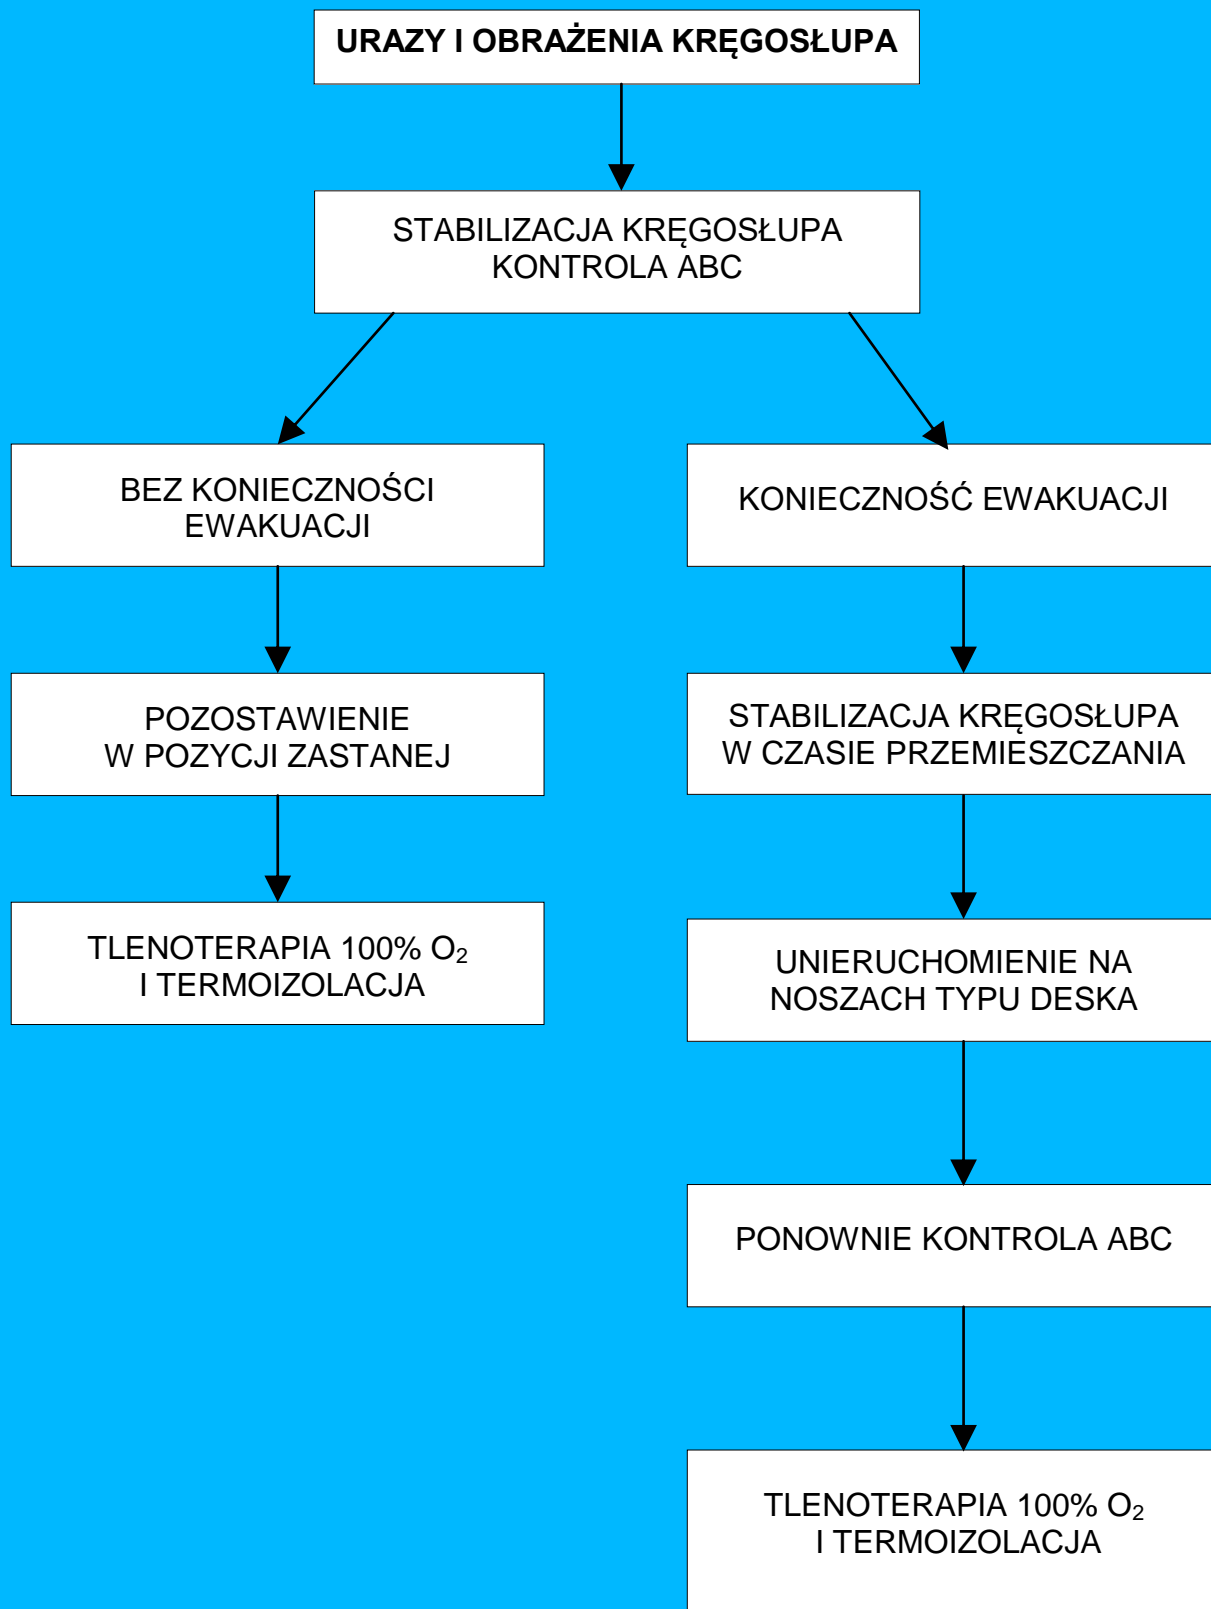 URAZY I OBRAŻENIA KRĘGOSŁUPA
STABILIZACJA KRĘGOSŁUPA
KONTROLA ABC
BEZ KONIECZNOŚCI
EWAKUACJI
KONIECZNOŚĆ EWAKUACJI
POZOSTAWIENIE
W POZYCJI ZASTANEJ
STABILIZACJA KRĘGOSŁUPA
W CZASIE PRZEMIESZCZANIA
TLENOTERAPIA 100% O₂
I TERMOIZOLACJA
UNIERUCHOMIENIE NA
NOSZACH TYPU DESKA
PONOWNIE KONTROLA ABC
TLENOTERAPIA 100% O₂
I TERMOIZOLACJA